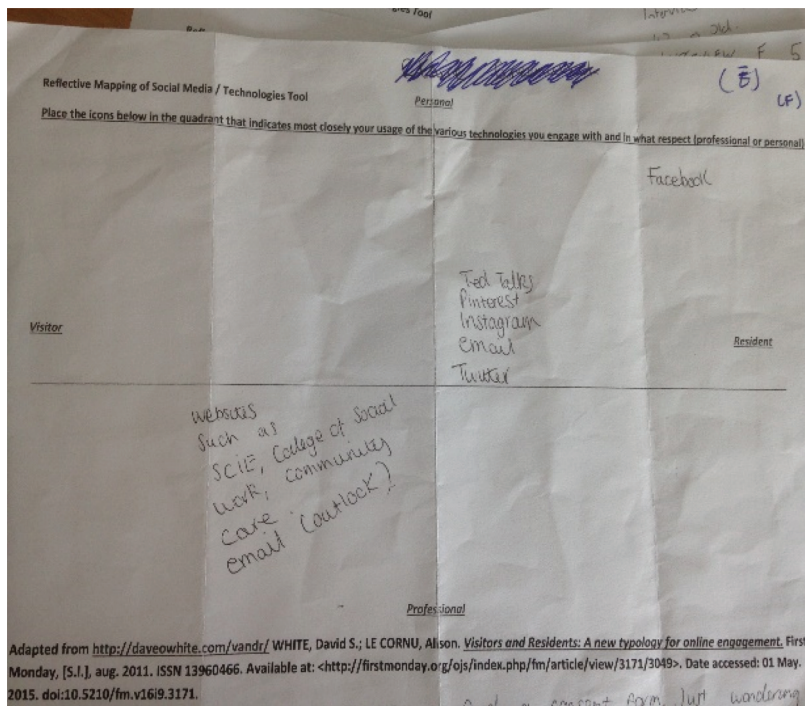 Tool
Reflective Mapping of Social Media / Technologies Tool
Personal
(F)
Place the icons below in the quadrant that indicates most closely your usage of the various technologies you engage with and in what respect (professional or personal)
Facebook
Ted Talks
Pinterest
Instagram
email
Twitter
Visitor
Resident
websites
such as
SCIE, College of Social
work, community
care.
email (outlook)
Professional
Adapted from http://daveowhite.com/vandr/ WHITE, David S.; LE CORNU, Alison. Visitors and Residents: A new typology for online engagement. First
Monday, [S.l.], aug. 2011. ISSN 13960466. Available at: <http://firstmonday.org/ojs/index.php/fm/article/view/3171/3049>. Date accessed: 01 May.
2015. doi:10.5210/fm.v16i9.3171.
consent form. Just wondering